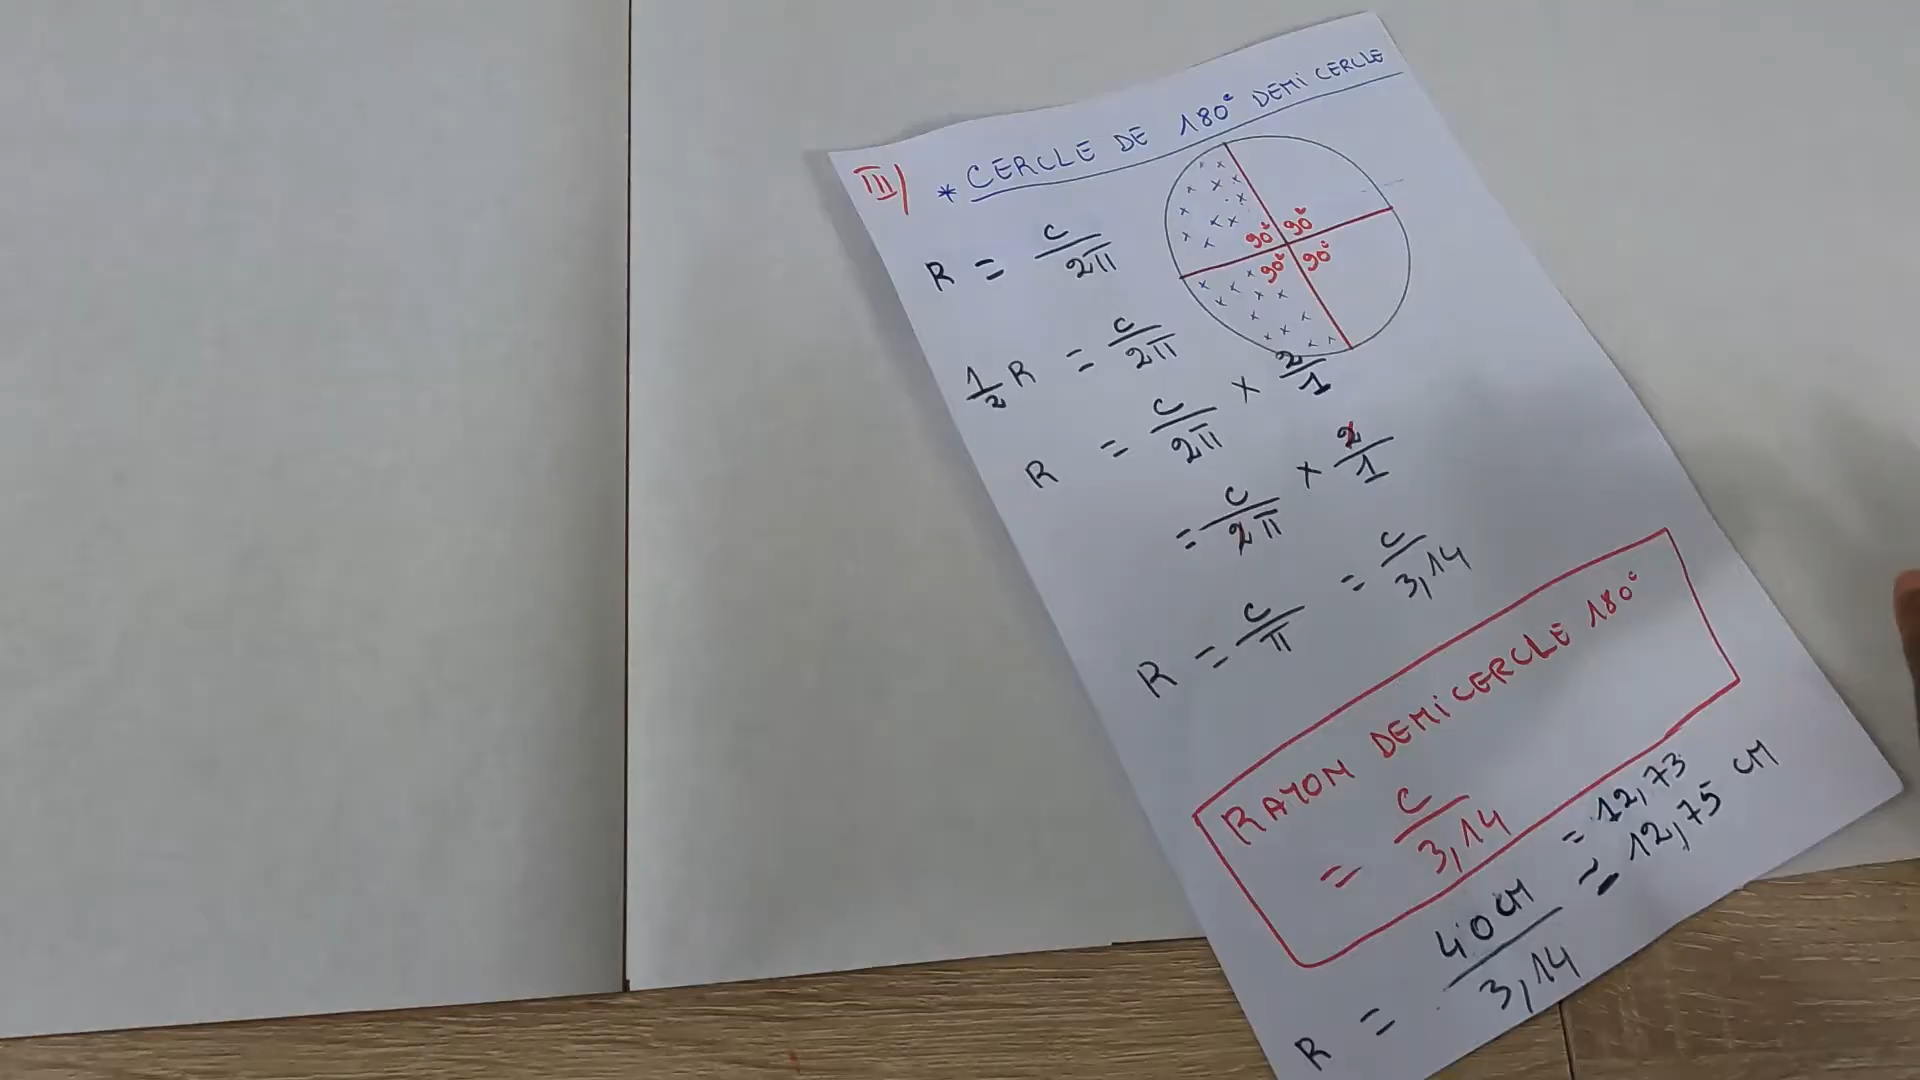 III) * CERCLE DE 180° DEMI CERCLE
90° 90°
90° 90°
R = C/2π
1/2 R = C/2π
R = C/2π × 2/1
= C/2π × 2/1
R = C/π = C/3,14
RAYON DEMI CERCLE 180°
= C/3,14
R = 40 CM/3,14 = 12,73
≈ 12,75 CM